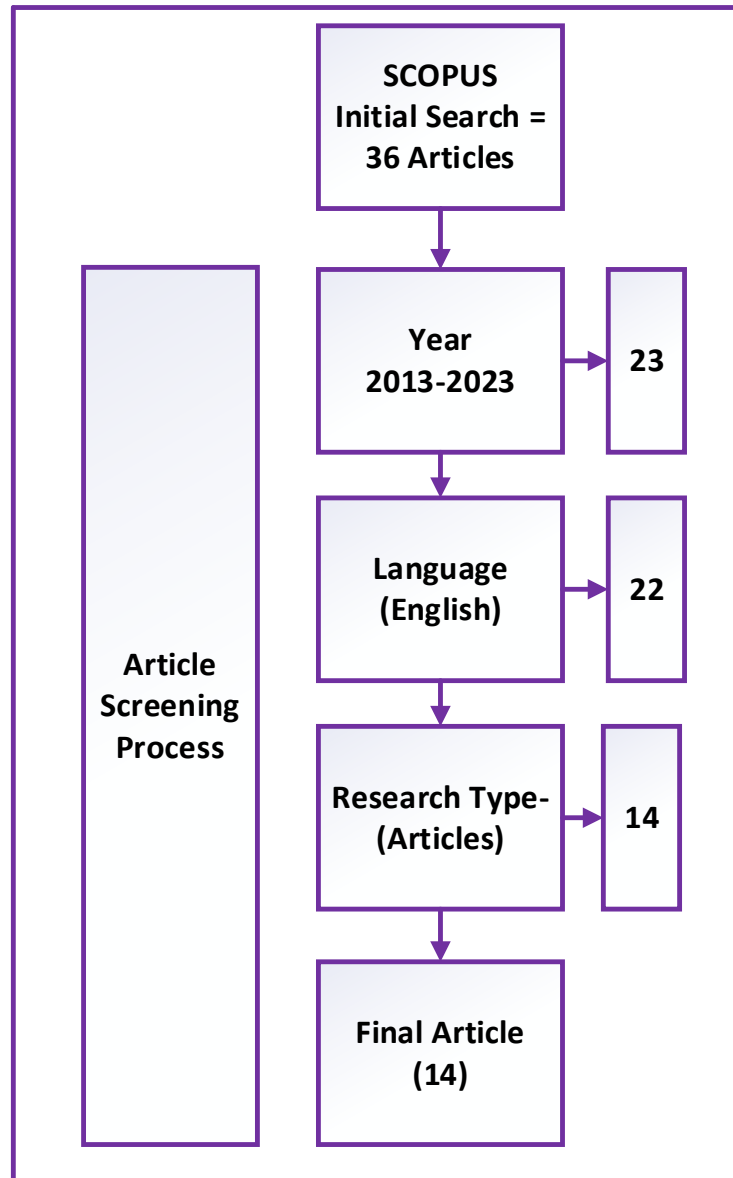 SCOPUS
Initial Search =
36 Articles
Year
2013-2023
23
Language
(English)
22
Article
Screening
Process
Research Type-
(Articles)
14
Final Article
(14)